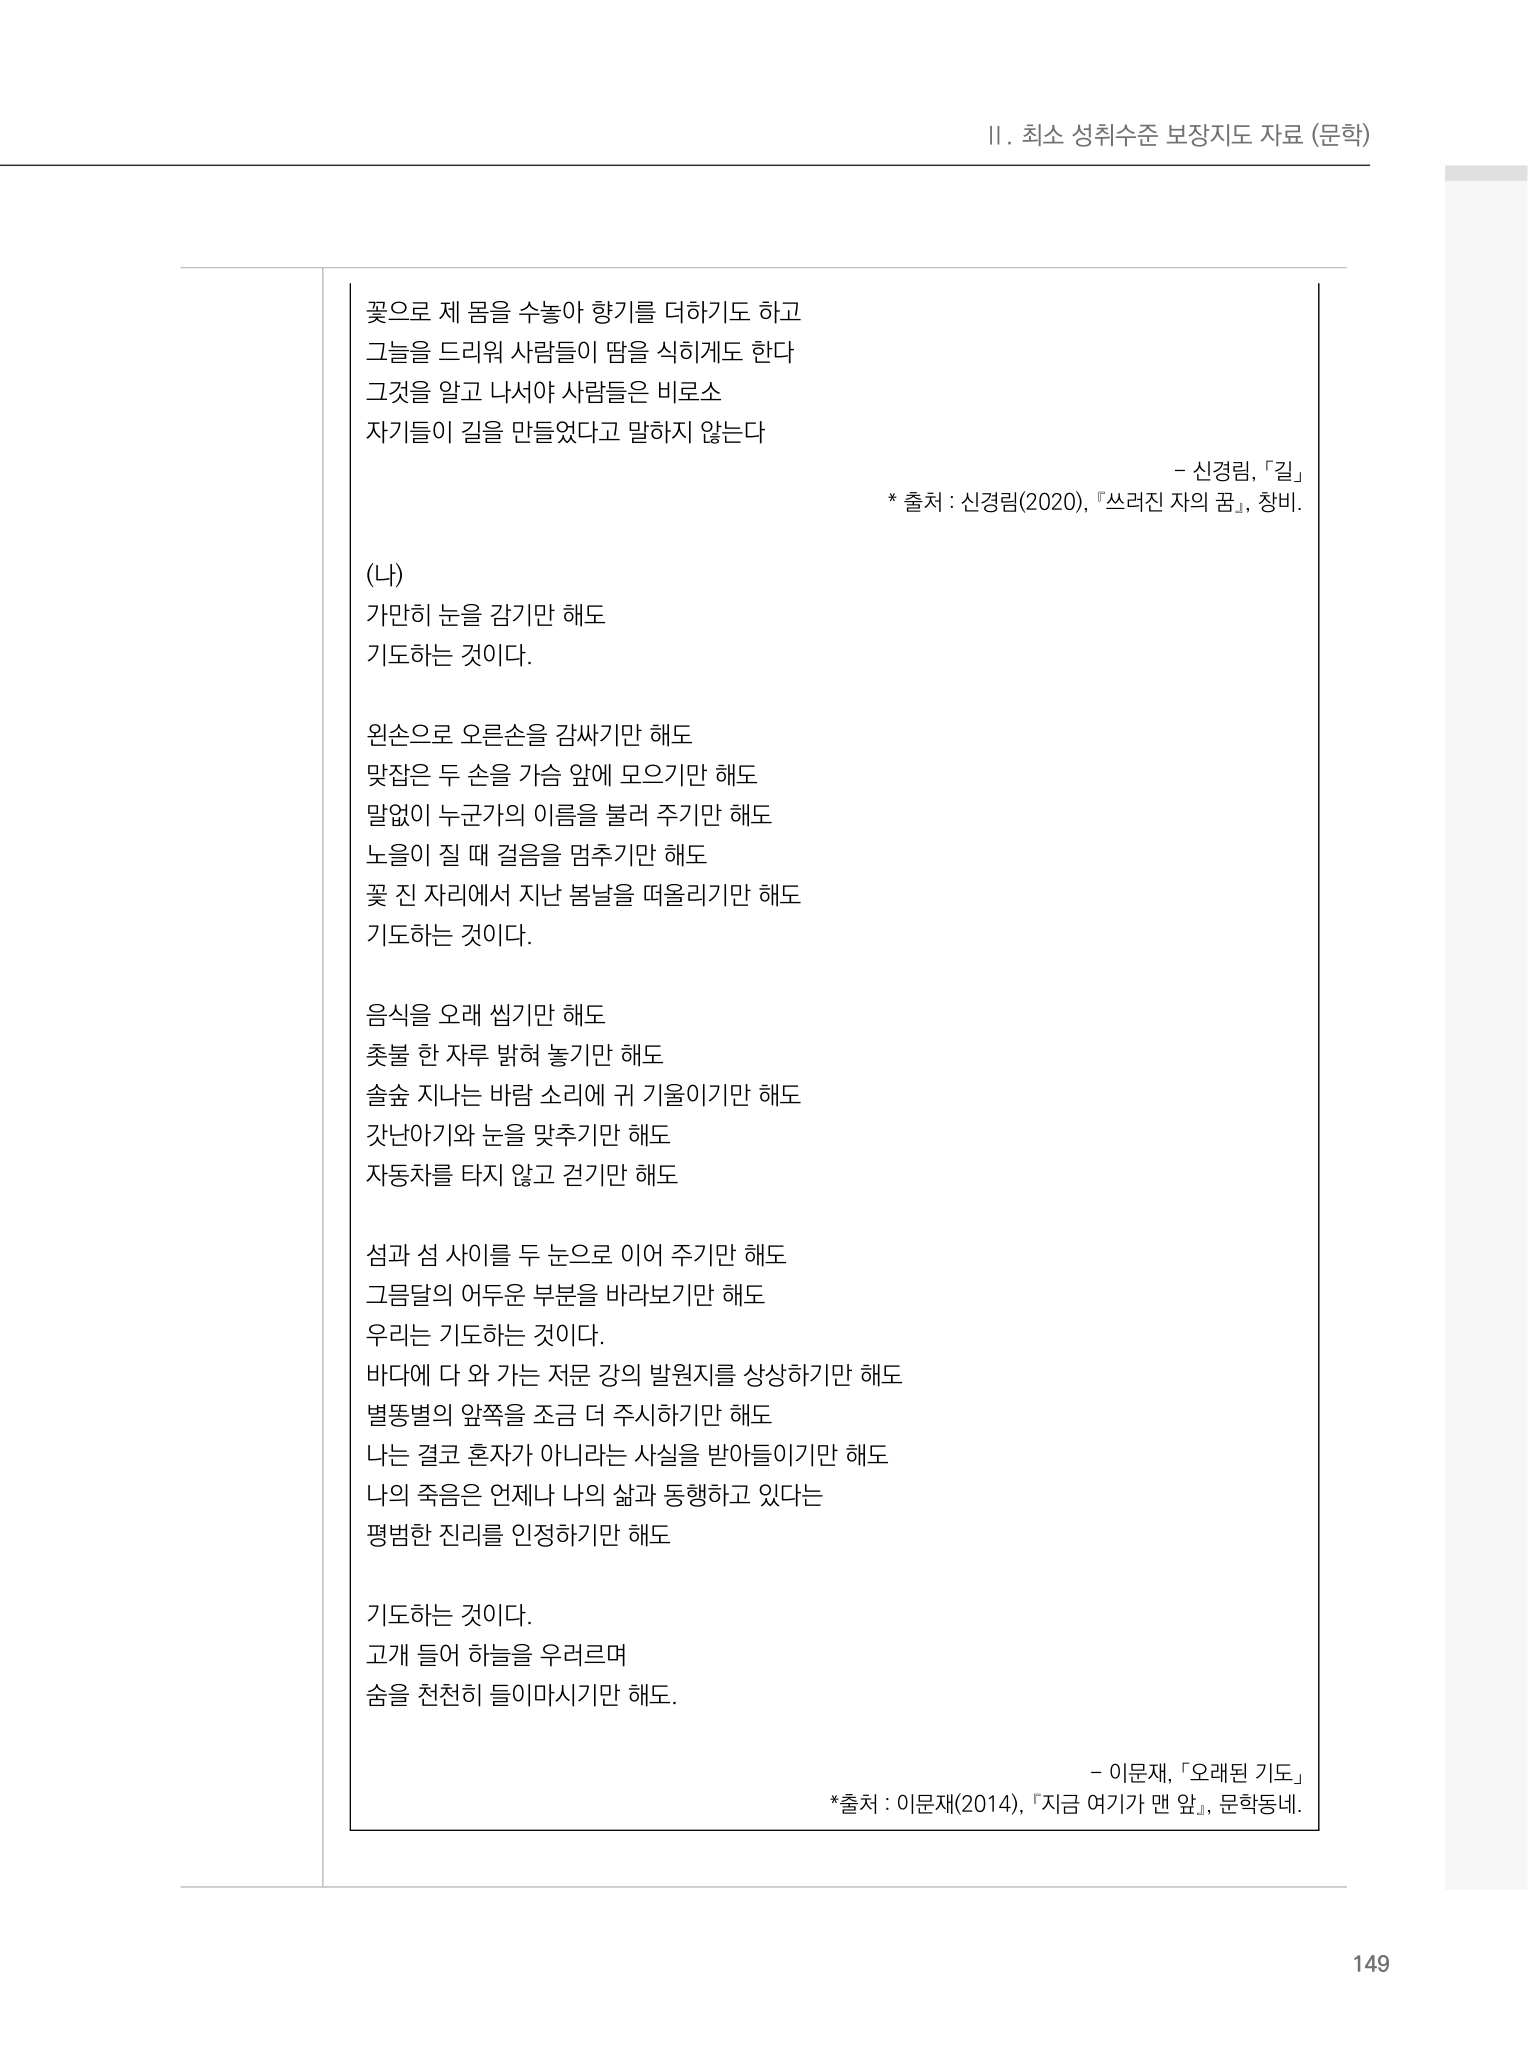 Ⅱ. 최소 성취수준 보장지도 자료 (문학)
꽃으로 제 몸을 수놓아 향기를 더하기도 하고
그늘을 드리워 사람들이 땀을 식히게도 한다
그것을 알고 나서야 사람들은 비로소
자기들이 길을 만들었다고 말하지 않는다
- 신경림, 「길」
* 출처 : 신경림(2020), 『쓰러진 자의 꿈』, 창비.
(나)
가만히 눈을 감기만 해도
기도하는 것이다.
왼손으로 오른손을 감싸기만 해도
맞잡은 두 손을 가슴 앞에 모으기만 해도
말없이 누군가의 이름을 불러 주기만 해도
노을이 질 때 걸음을 멈추기만 해도
꽃 진 자리에서 지난 봄날을 떠올리기만 해도
기도하는 것이다.
음식을 오래 씹기만 해도
촛불 한 자루 밝혀 놓기만 해도
솔숲 지나는 바람 소리에 귀 기울이기만 해도
갓난아기와 눈을 맞추기만 해도
자동차를 타지 않고 걷기만 해도
섬과 섬 사이를 두 눈으로 이어 주기만 해도
그믐달의 어두운 부분을 바라보기만 해도
우리는 기도하는 것이다.
바다에 다 와 가는 저문 강의 발원지를 상상하기만 해도
별똥별의 앞쪽을 조금 더 주시하기만 해도
나는 결코 혼자가 아니라는 사실을 받아들이기만 해도
나의 죽음은 언제나 나의 삶과 동행하고 있다는
평범한 진리를 인정하기만 해도
기도하는 것이다.
고개 들어 하늘을 우러르며
숨을 천천히 들이마시기만 해도.
- 이문재, 「오래된 기도」
*출처 : 이문재(2014), 『지금 여기가 맨 앞』, 문학동네.
149